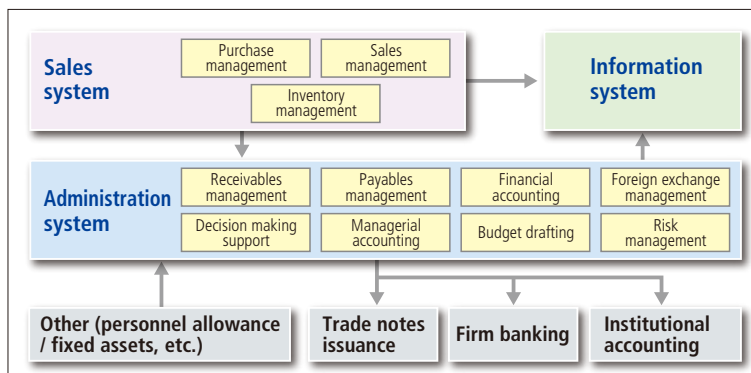 Sales
system
Purchase
management
Sales
management
Inventory
management
Information
system
Administration
system
Receivables
management
Payables
management
Financial
accounting
Foreign exchange
management
Decision making
support
Managerial
accounting
Budget drafting
Risk
management
Other (personnel allowance
/ fixed assets, etc.)
Trade notes
issuance
Firm banking
Institutional
accounting